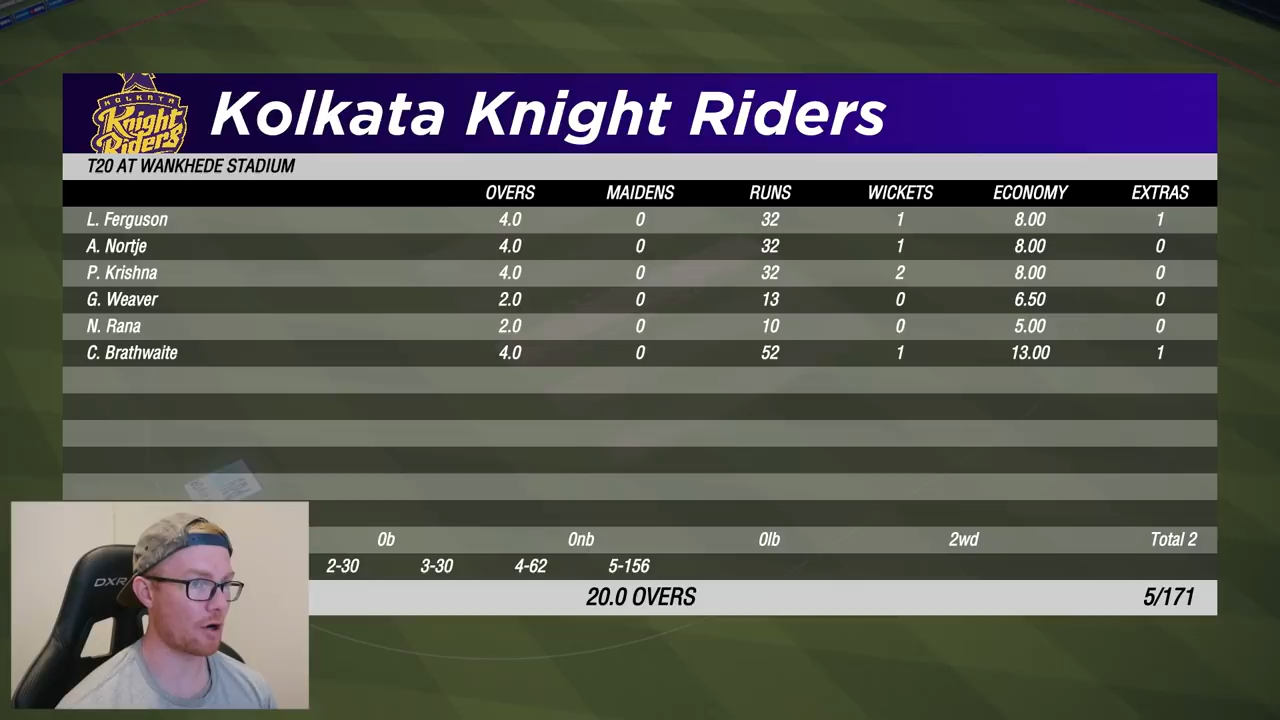 KOLKATA
Knight
Riders
Kolkata Knight Riders
T20 AT WANKHEDE STADIUM
OVERS MAIDENS RUNS WICKETS ECONOMY EXTRAS
L. Ferguson 4.0 0 32 1 8.00 1
A. Nortje 4.0 0 32 1 8.00 0
P. Krishna 4.0 0 32 2 8.00 0
G. Weaver 2.0 0 13 0 6.50 0
N. Rana 2.0 0 10 0 5.00 0
C. Brathwaite 4.0 0 52 1 13.00 1
0b 0nb 0lb 2wd Total 2
2-30 3-30 4-62 5-156
20.0 OVERS 5/171
DXR